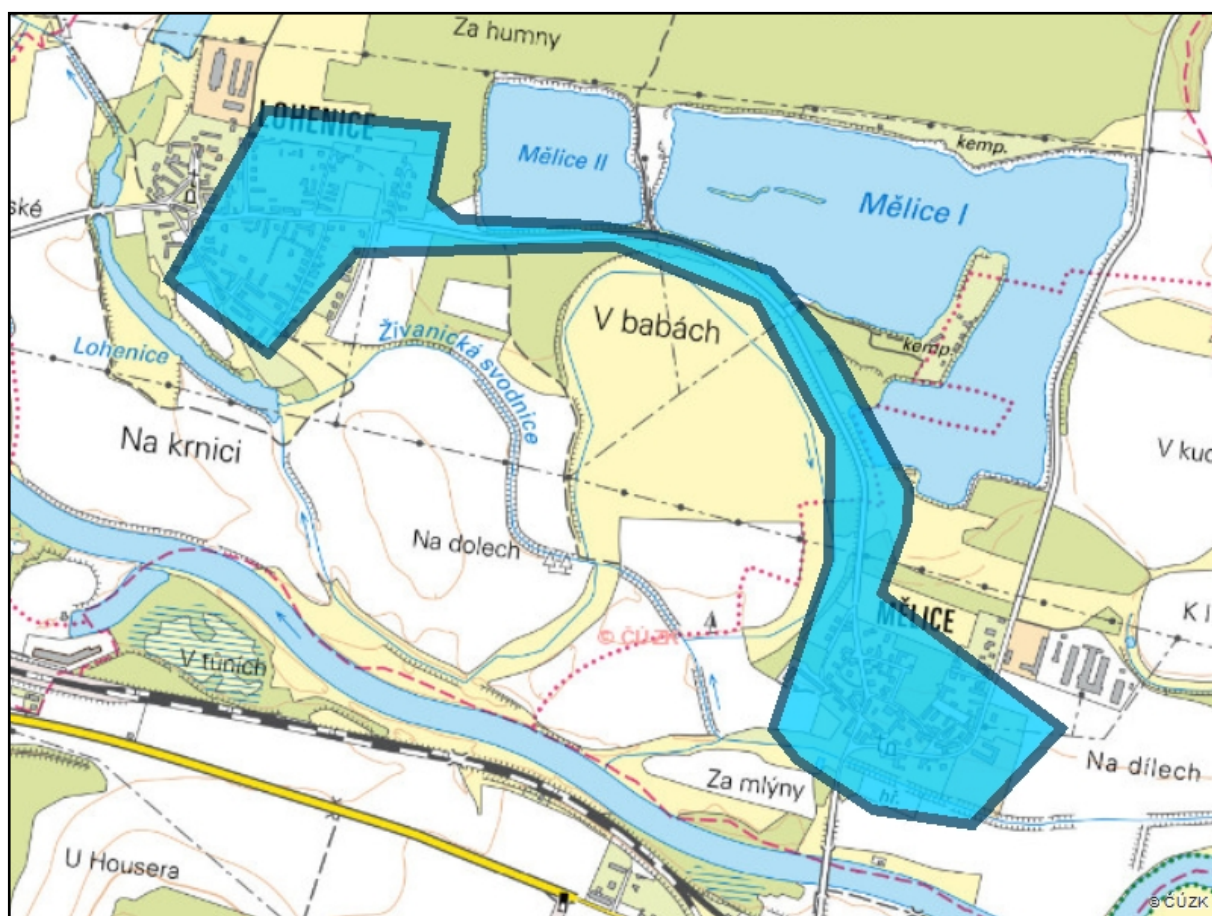 Za humny
LOHENICE
kemp.
Mělice II
Mělice I
ské
V babách
Živanická svodnice
Lohenice
kemp.
Na krnici
V kuc
Na dolech
MĚLICE
K l
© ČÚZK
V tůních
Na dílech
Za mlýny
hř.
U Housera
© ČÚZK